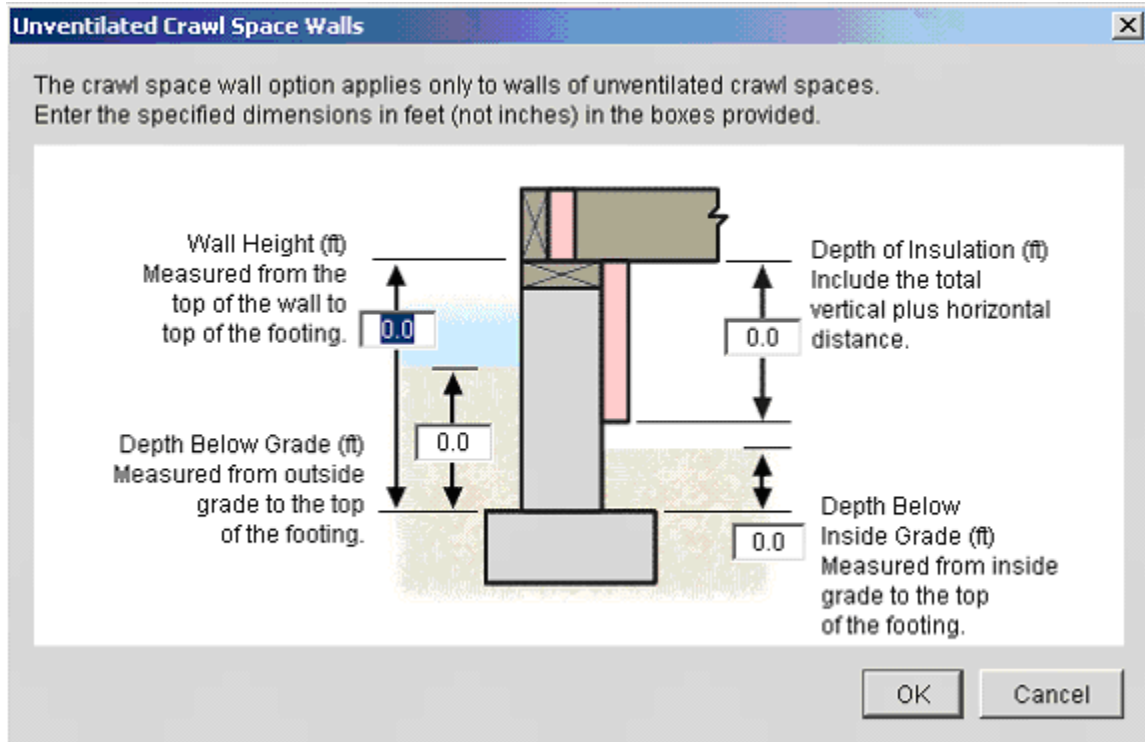 Unventilated Crawl Space Walls
The crawl space wall option applies only to walls of unventilated crawl spaces.
Enter the specified dimensions in feet (not inches) in the boxes provided.
Wall Height (ft)
Measured from the
top of the wall to
top of the footing.
0.0
Depth of Insulation (ft)
Include the total
vertical plus horizontal
distance.
0.0
Depth Below Grade (ft)
Measured from outside
grade to the top
of the footing.
0.0
Depth Below
Inside Grade (ft)
Measured from inside
grade to the top
of the footing.
0.0
OK
Cancel